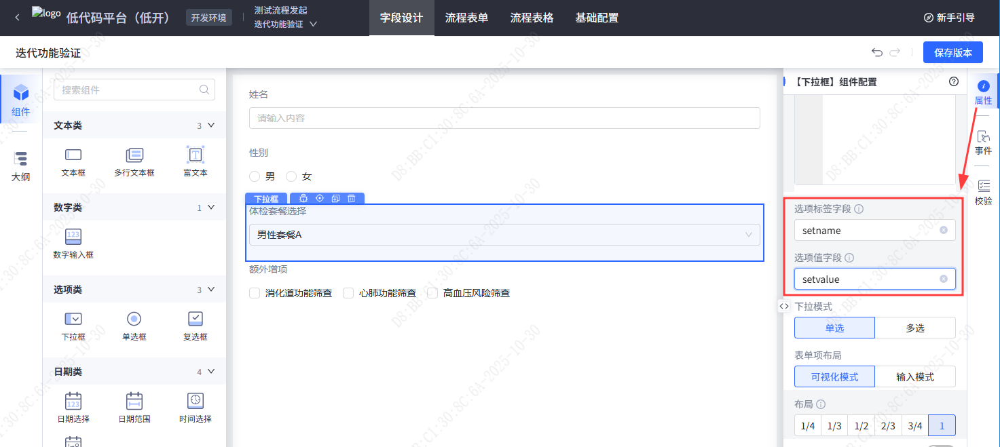 logo 低代码平台（低开） 开发环境 测试流程发起 字段设计 流程表单 流程表格 基础配置 新手引导
迭代功能验证
迭代功能验证 保存版本
组件
大纲
搜索组件
文本类 3
文本框 多行文本框 富文本
数字类 1
123
数字输入框
选项类 3
下拉框 单选框 复选框
日期类 4
123
日期选择 日期范围 时间选择
姓名
请输入内容
性别
男 女
下拉框
体检套餐选择
男性套餐A
额外增项
消化道功能筛查 心肺功能筛查 高血压风险筛查
【下拉框】组件配置
选项标签字段
setname
选项值字段
setvalue
下拉模式
单选 多选
表单项布局
可视化模式 输入模式
布局
1/4 1/3 1/2 2/3 3/4 1
属性
事件
校验
D8:BB:C1:30:8C:6A-2025-10-30